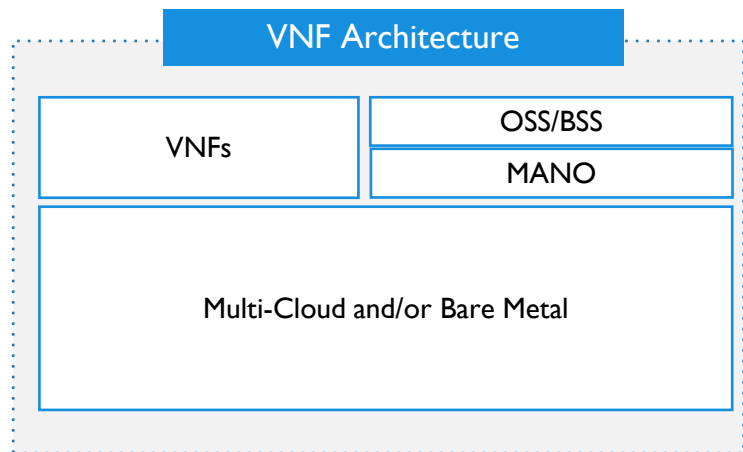 VNF Architecture
VNFs
OSS/BSS
MANO
Multi-Cloud and/or Bare Metal